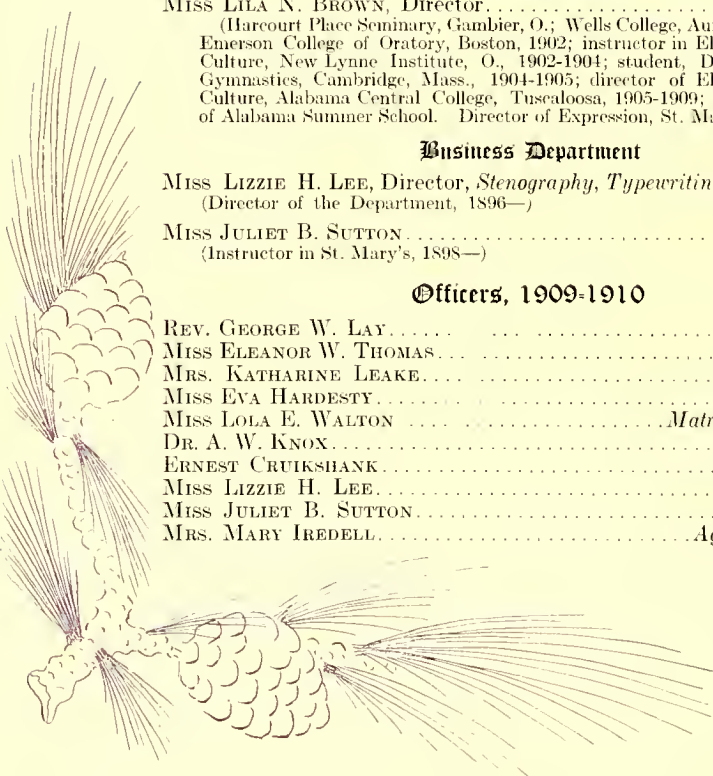 MISS LILA N. BROWN, Director
(Harcourt Place Seminary, Gambier, O.; Wells College, Au
Emerson College of Oratory, Boston, 1902; instructor in El
Culture, New Lynne Institute, O., 1902-1904; student, D
Gymnastics, Cambridge, Mass., 1904-1905; director of El
Culture, Alabama Central College, Tuscaloosa, 1905-1909;
of Alabama Summer School. Director of Expression, St. Ma
Business Department
MISS LIZZIE H. LEE, Director, Stenography, Typewritin
(Director of the Department, 1896—)
MISS JULIET B. SUTTON
(Instructor in St. Mary's, 1898—)
Officers, 1909-1910
REV. GEORGE W. LAY
MISS ELEANOR W. THOMAS
MRS. KATHARINE LEAKE
MISS EVA HARDESTY
MISS LOLA E. WALTON Matr
DR. A. W. KNOX
ERNEST CRUIKSHANK
MISS LIZZIE H. LEE
MISS JULIET B. SUTTON
MRS. MARY IREDELL Ag